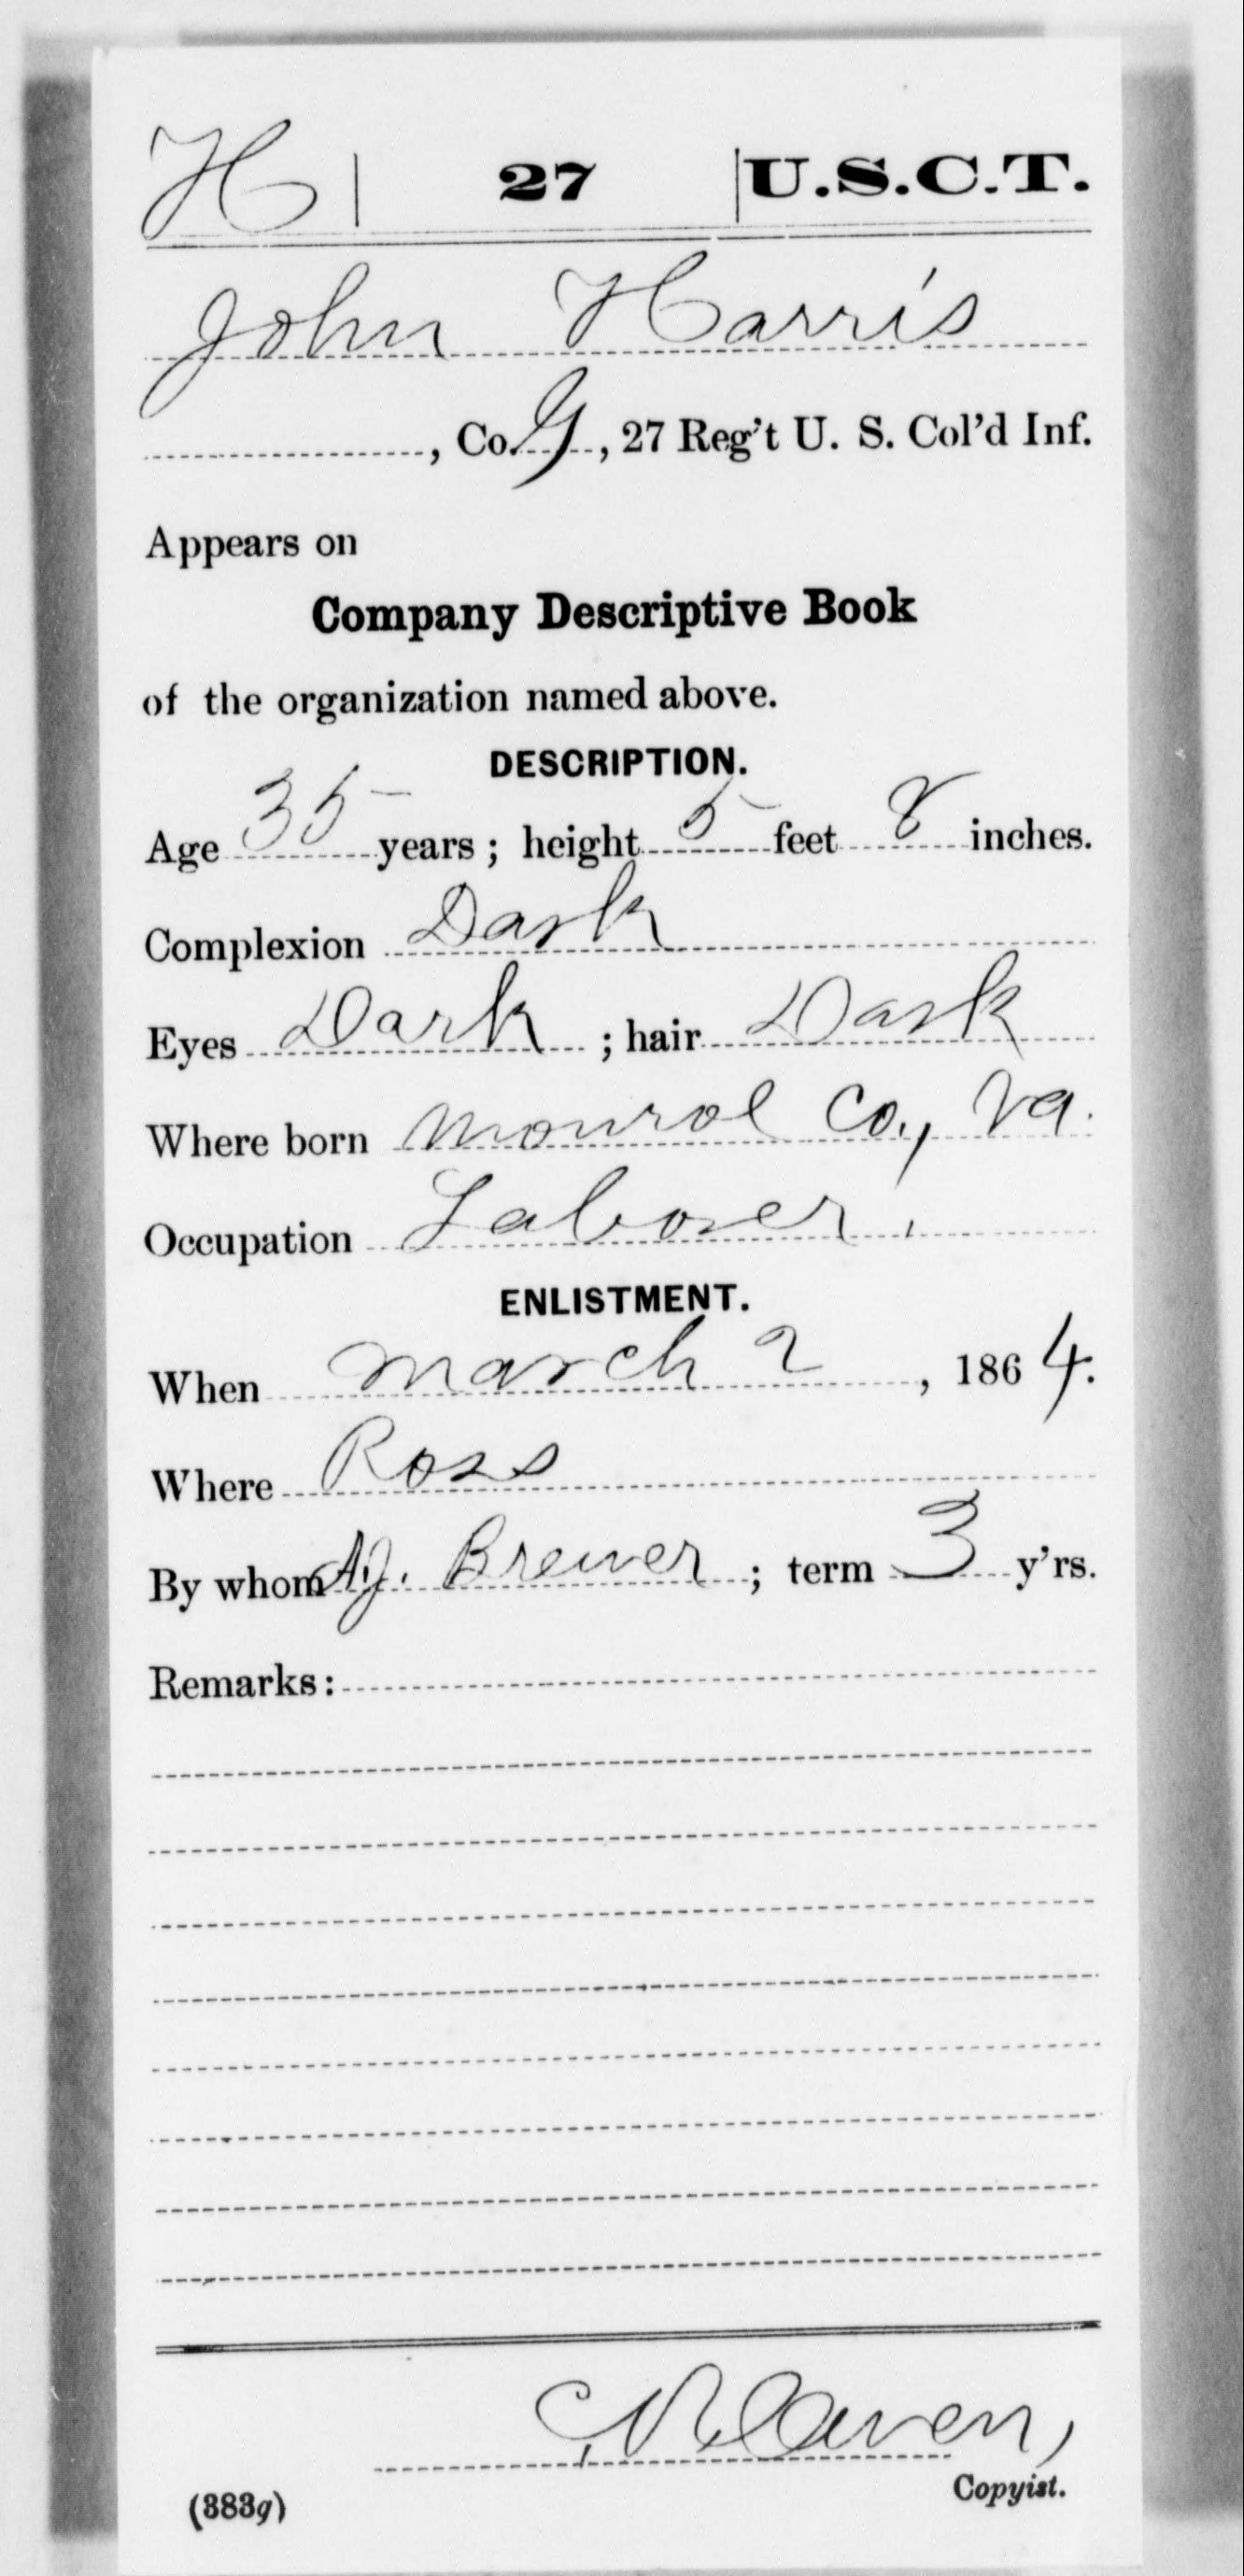 H | 27 | U.S.C.T.
John Harris
, Co. G, 27 Reg't U. S. Col'd Inf.
Appears on
Company Descriptive Book
of the organization named above.
DESCRIPTION.
Age 35 years; height 5 feet 8 inches.
Complexion Dark
Eyes Dark ; hair Dark
Where born Monroe Co., Va.
Occupation Laborer.
ENLISTMENT.
When March 2, 1864.
Where Ross
By whom A.J. Brewer ; term 3 y'rs.
Remarks:
Copyist.
(383g)